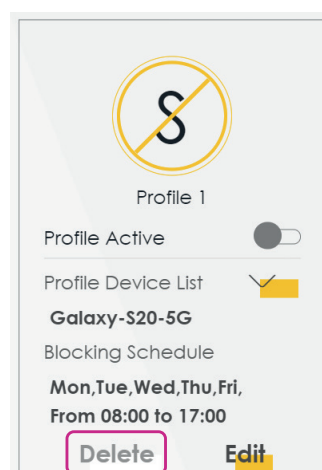 S
Profile 1
Profile Active
Profile Device List
Galaxy-S20-5G
Blocking Schedule
Mon,Tue,Wed,Thu,Fri,
From 08:00 to 17:00
Delete Edit